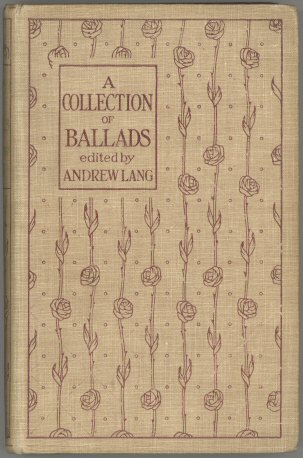 A
COLLECTION
OF
BALLADS
edited by
ANDREW LANG